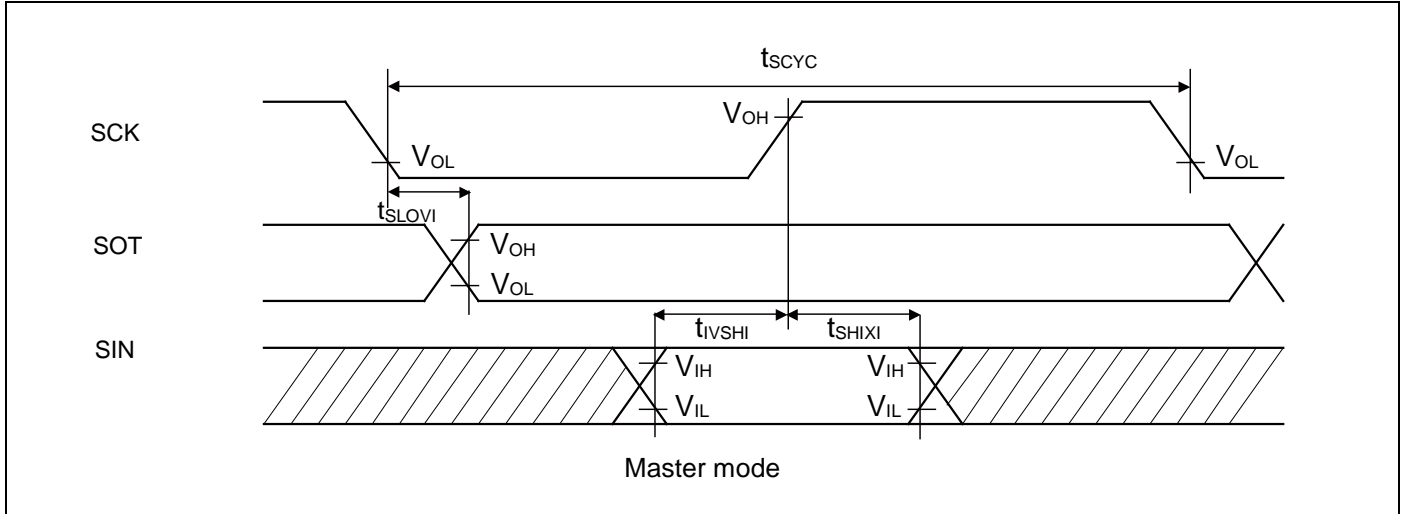 tSCYC
SCK
VOH
VOL
VOL
tSLOVI
SOT
VOH
VOL
tIVSHI
tSHIXI
SIN
VIH
VIH
VIL
VIL
Master mode